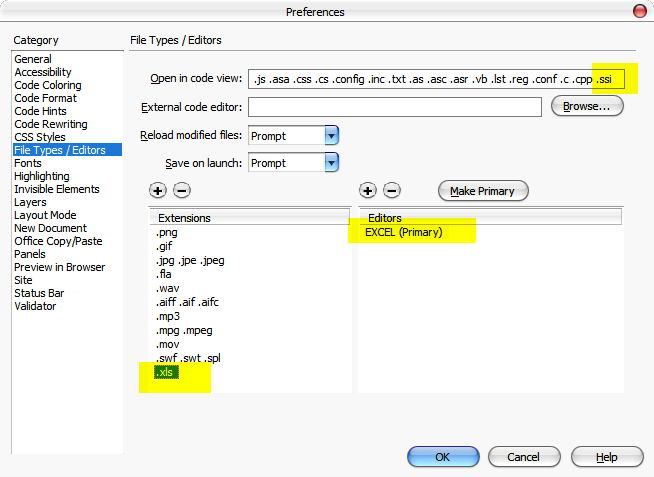 Preferences
Category
File Types / Editors
General
Accessibility
Code Coloring
Code Format
Code Hints
Code Rewriting
CSS Styles
File Types / Editors
Fonts
Highlighting
Invisible Elements
Layers
Layout Mode
New Document
Office Copy/Paste
Panels
Preview in Browser
Site
Status Bar
Validator
Open in code view: .js .asa .css .cs .config .inc .txt .as .asc .asr .vb .lst .reg .conf .c .cpp .ssi
External code editor: Browse...
Reload modified files: Prompt
Save on launch: Prompt
Make Primary
Extensions
.png
.gif
.jpg .jpe .jpeg
.fla
.wav
.aiff .aif .aifc
.mp3
.mpg .mpeg
.mov
.swf .swt .spl
.xls
Editors
EXCEL (Primary)
OK Cancel Help